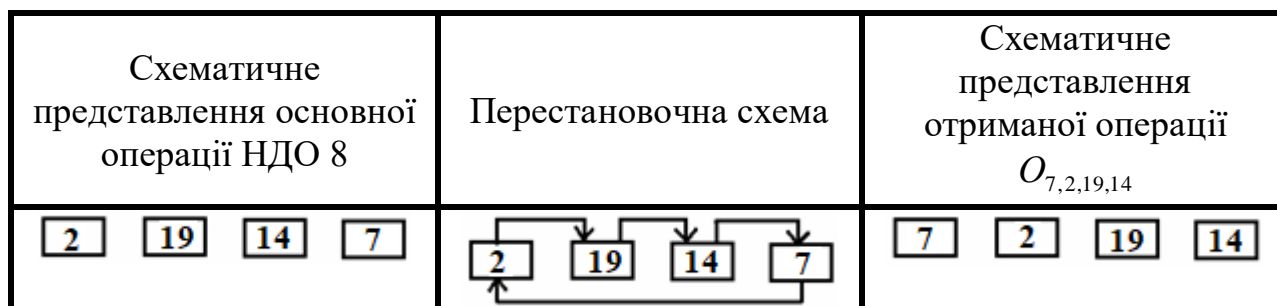 Схематичне
представлення основної
операції НДО 8
Перестановочна схема
Схематичне
представлення
отриманої операції
O7,2,19,14
2 19 14 7
2 19 14 7
7 2 19 14